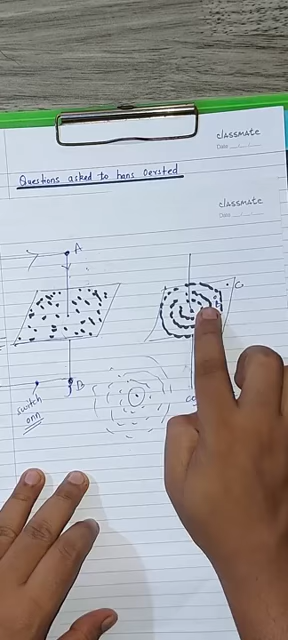 classmate
Date
Questions asked to hans Oersted
classmate
Date
A
B
switch
onn